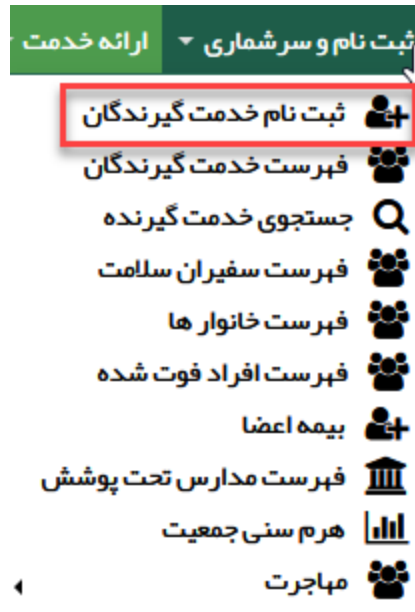 ثبت نام و سرشماری ارائه خدمت
ثبت نام خدمت گیرندگان
فهرست خدمت گیرندگان
جستجوی خدمت گیرنده
فهرست سفیران سلامت
فهرست خانوار ها
فهرست افراد فوت شده
بیمه اعضا
فهرست مدارس تحت پوشش
هرم سنی جمعیت
مهاجرت